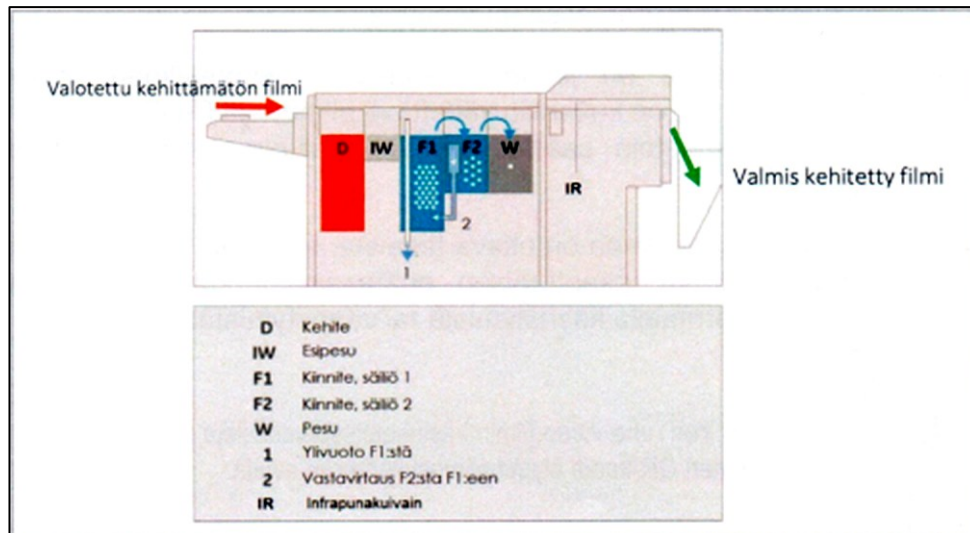 Valotettu kehittämätön filmi
D IW F1 F2 W
Valmis kehitetty filmi
IR
2
1
D Kehite
IW Esipesu
F1 Kiinnite, säiliö 1
F2 Kiinnite, säiliö 2
W Pesu
1 Ylivuoto F1:stä
2 Vastavirtaus F2:sta F1:een
IR Infrapunakuivain